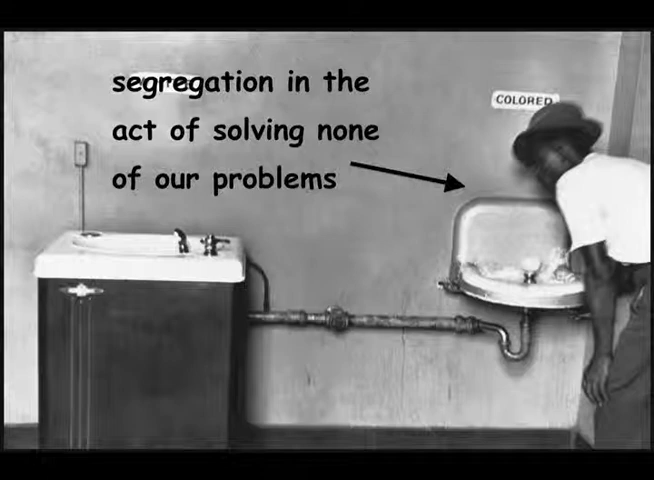 segregation in the
act of solving none
of our problems
COLORED